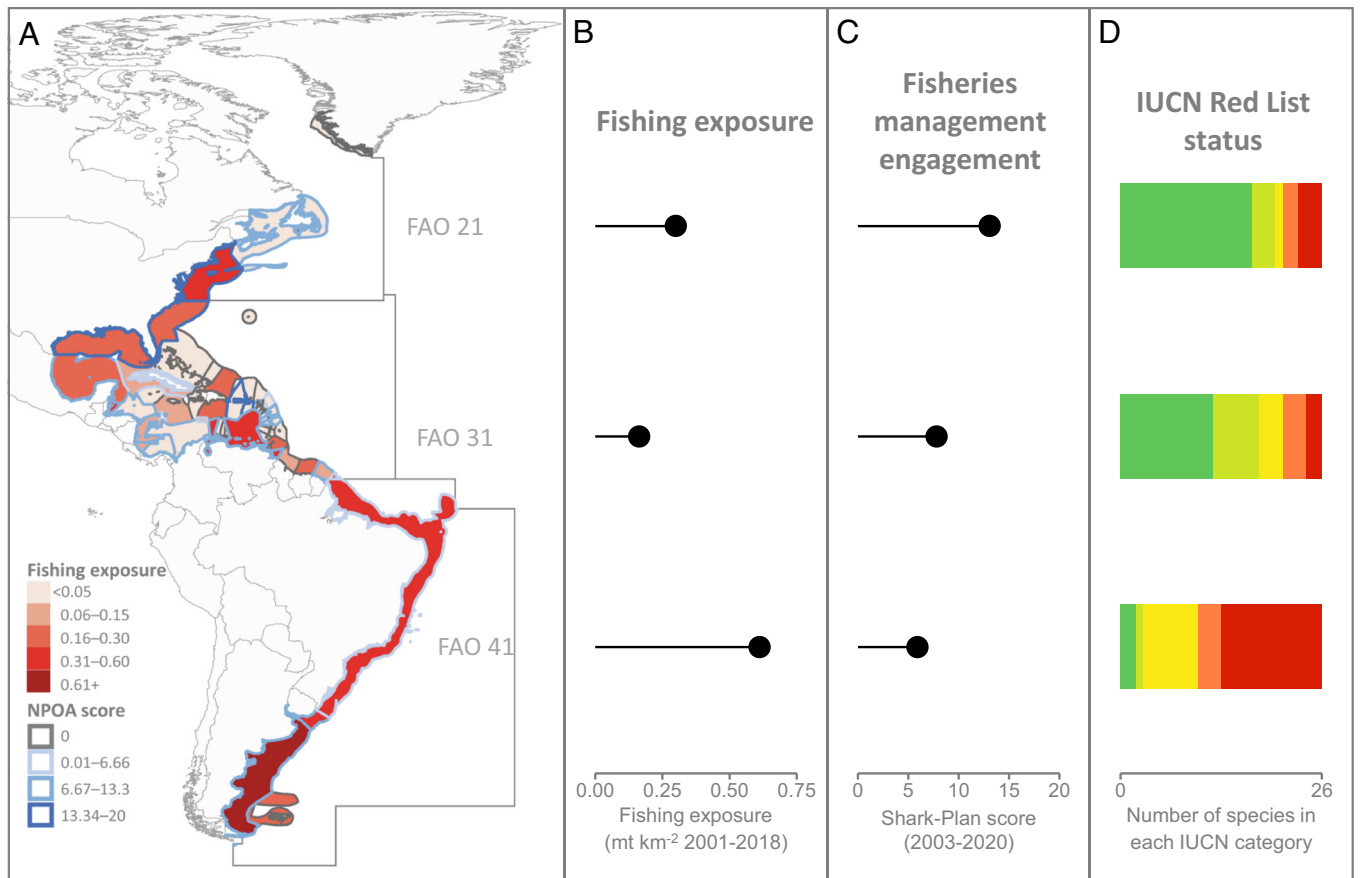 A
FAO 21
FAO 31
FAO 41
Fishing exposure
<0.05
0.06–0.15
0.16–0.30
0.31–0.60
0.61+
NPOA score
0
0.01–6.66
6.67–13.3
13.34–20
B
Fishing exposure
0.00 0.25 0.50 0.75
Fishing exposure
(mt km⁻² 2001-2018)
C
Fisheries
management
engagement
0 5 10 15 20
Shark-Plan score
(2003-2020)
D
IUCN Red List
status
0 26
Number of species in
each IUCN category